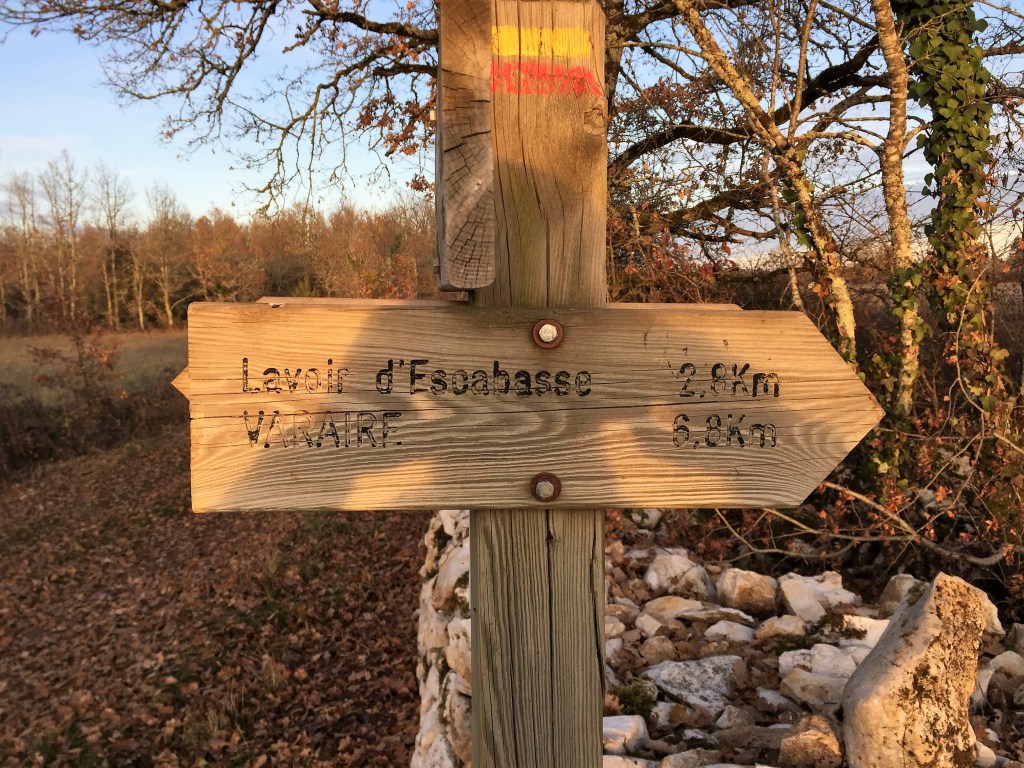 Lavoir d'Escabasse 2,8Km
VARAIRE 6,8Km